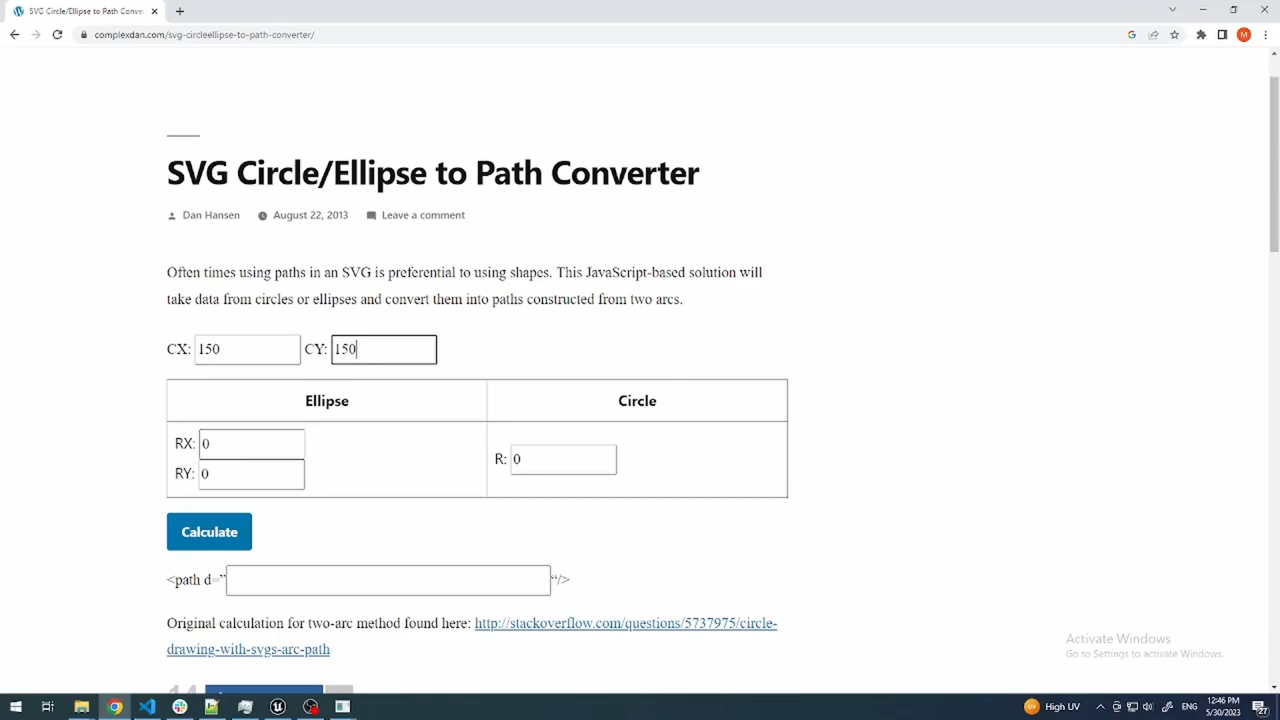 SVG Circle/Ellipse to Path Conve
complexdan.com/svg-circleellipse-to-path-converter/
M
SVG Circle/Ellipse to Path Converter
Dan Hansen August 22, 2013 Leave a comment
Often times using paths in an SVG is preferential to using shapes. This JavaScript-based solution will
take data from circles or ellipses and convert them into paths constructed from two arcs.
CX: 150 CY: 150
Ellipse Circle
RX: 0
RY: 0
R: 0
Calculate
<path d=” “/>
Original calculation for two-arc method found here: http://stackoverflow.com/questions/5737975/circle-
drawing-with-svgs-arc-path
Activate Windows
Go to Settings to activate Windows.
High UV ENG 12:46 PM
5/30/2023 27